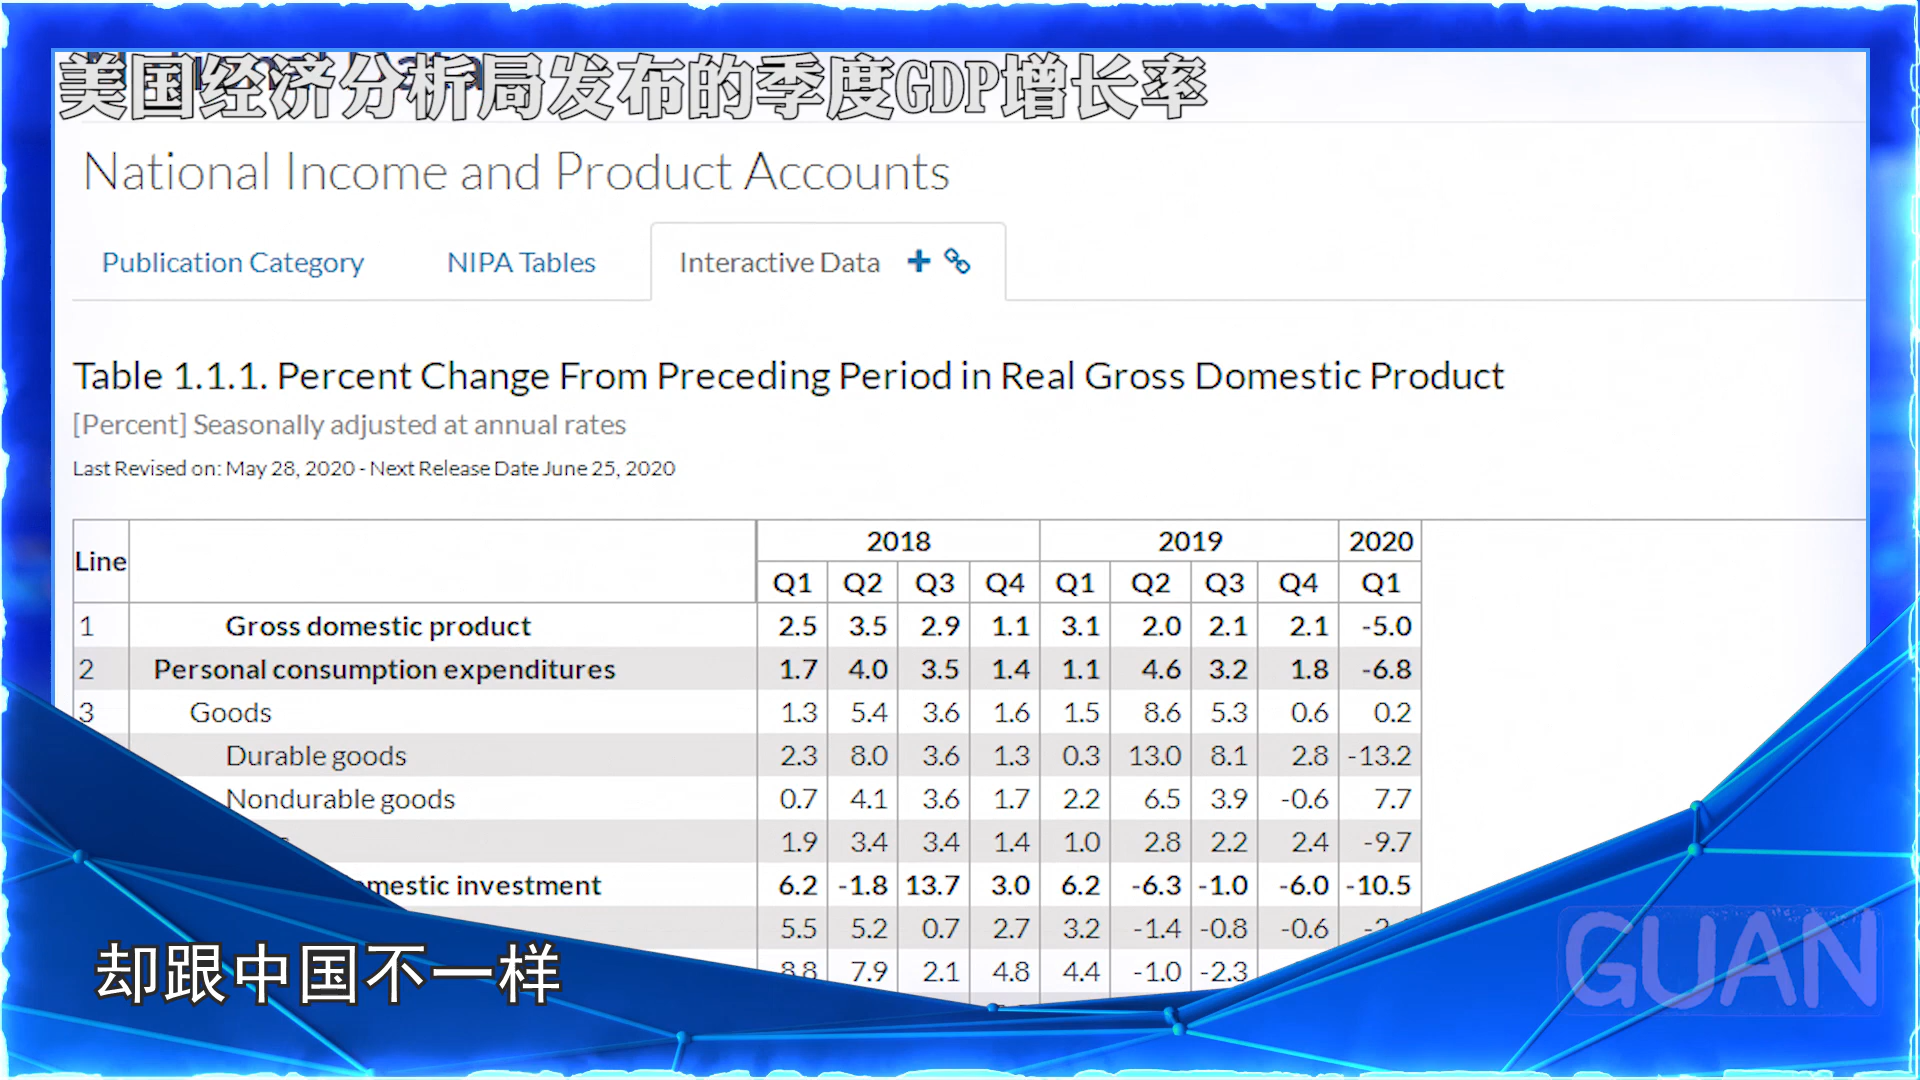 美国经济分析局发布的季度GDP增长率
National Income and Product Accounts
Publication Category NIPA Tables Interactive Data
Table 1.1.1. Percent Change From Preceding Period in Real Gross Domestic Product
[Percent] Seasonally adjusted at annual rates
Last Revised on: May 28, 2020 - Next Release Date June 25, 2020
Line 2018 2019 2020
Q1 Q2 Q3 Q4 Q1 Q2 Q3 Q4 Q1
1 Gross domestic product 2.5 3.5 2.9 1.1 3.1 2.0 2.1 2.1 -5.0
2 Personal consumption expenditures 1.7 4.0 3.5 1.4 1.1 4.6 3.2 1.8 -6.8
3 Goods 1.3 5.4 3.6 1.6 1.5 8.6 5.3 0.6 0.2
Durable goods 2.3 8.0 3.6 1.3 0.3 13.0 8.1 2.8 -13.2
Nondurable goods 0.7 4.1 3.6 1.7 2.2 6.5 3.9 -0.6 7.7
1.9 3.4 3.4 1.4 1.0 2.8 2.2 2.4 -9.7
mestic investment 6.2 -1.8 13.7 3.0 6.2 -6.3 -1.0 -6.0 -10.5
5.5 5.2 0.7 2.7 3.2 -1.4 -0.8 -0.6
8.8 7.9 2.1 4.8 4.4 -1.0 -2.3
却跟中国不一样
GUAN